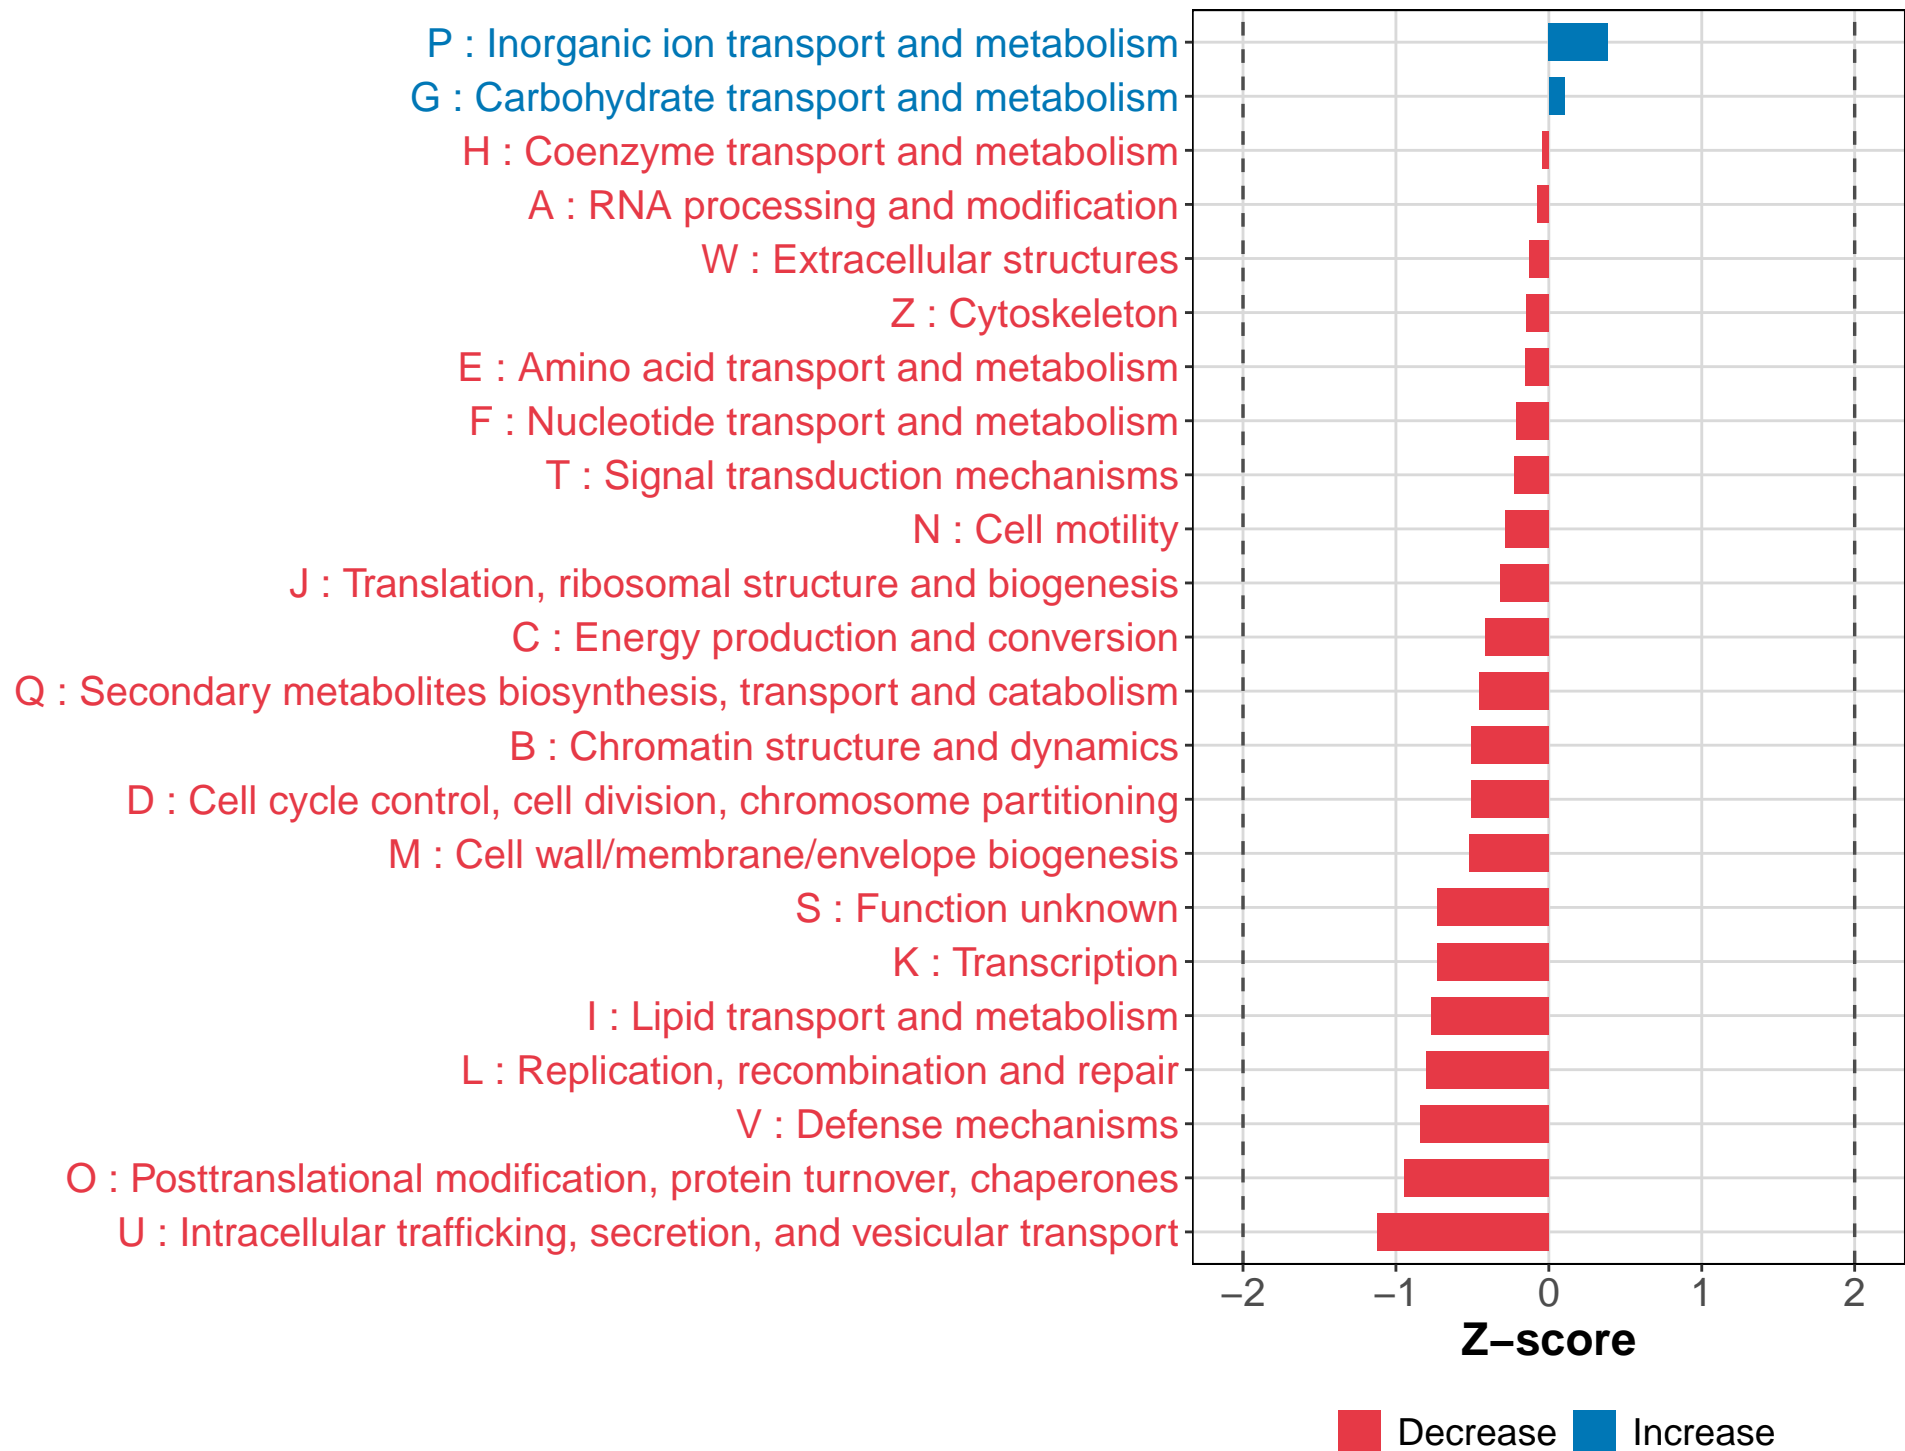 P : Inorganic ion transport and metabolism
G : Carbohydrate transport and metabolism
H : Coenzyme transport and metabolism
A : RNA processing and modification
W : Extracellular structures
Z : Cytoskeleton
E : Amino acid transport and metabolism
F : Nucleotide transport and metabolism
T : Signal transduction mechanisms
N : Cell motility
J : Translation, ribosomal structure and biogenesis
C : Energy production and conversion
Q : Secondary metabolites biosynthesis, transport and catabolism
B : Chromatin structure and dynamics
D : Cell cycle control, cell division, chromosome partitioning
M : Cell wall/membrane/envelope biogenesis
S : Function unknown
K : Transcription
I : Lipid transport and metabolism
L : Replication, recombination and repair
V : Defense mechanisms
O : Posttranslational modification, protein turnover, chaperones
U : Intracellular trafficking, secretion, and vesicular transport
−2 −1 0 1 2
Z−score
Decrease Increase